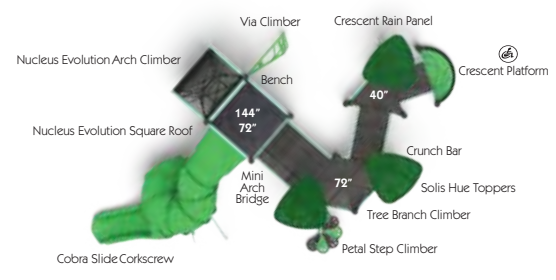 Via Climber
Crescent Rain Panel
Nucleus Evolution Arch Climber
Crescent Platform
Bench
40"
144"
72"
Nucleus Evolution Square Roof
Crunch Bar
Mini
Arch
Bridge
72"
Solis Hue Toppers
Tree Branch Climber
Petal Step Climber
Cobra Slide Corkscrew